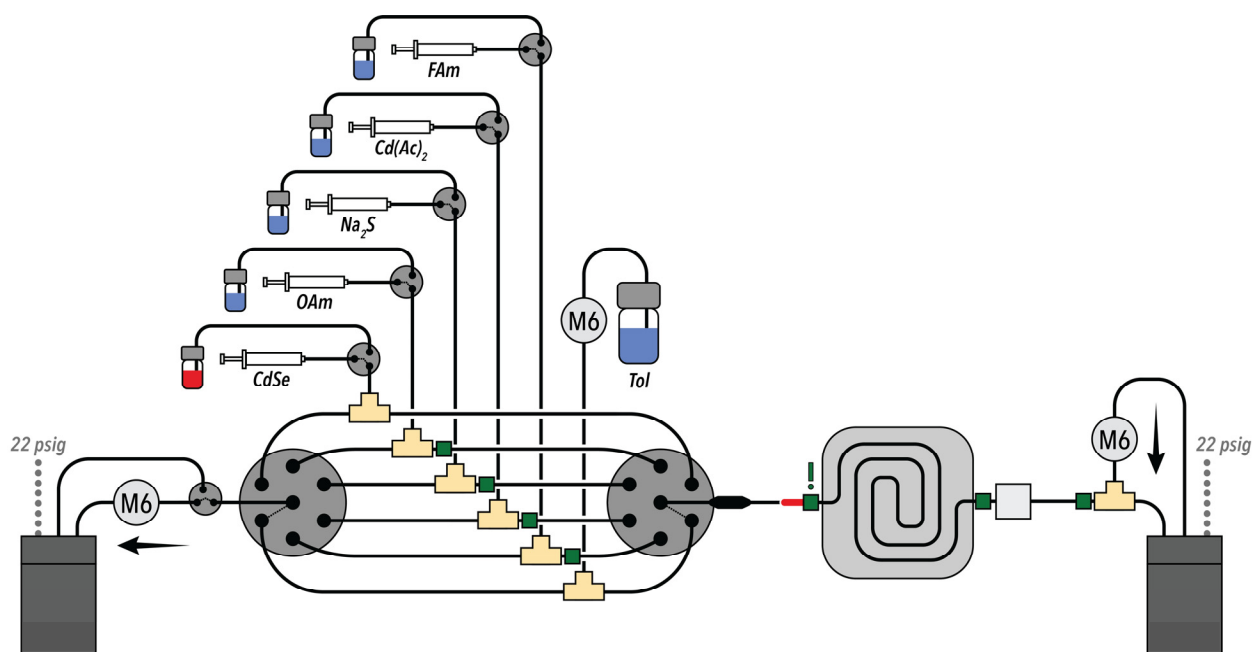 FAm
Cd(Ac)₂
Na₂S
OAm
CdSe
M6
Tol
22 psig
M6
M6
22 psig
!